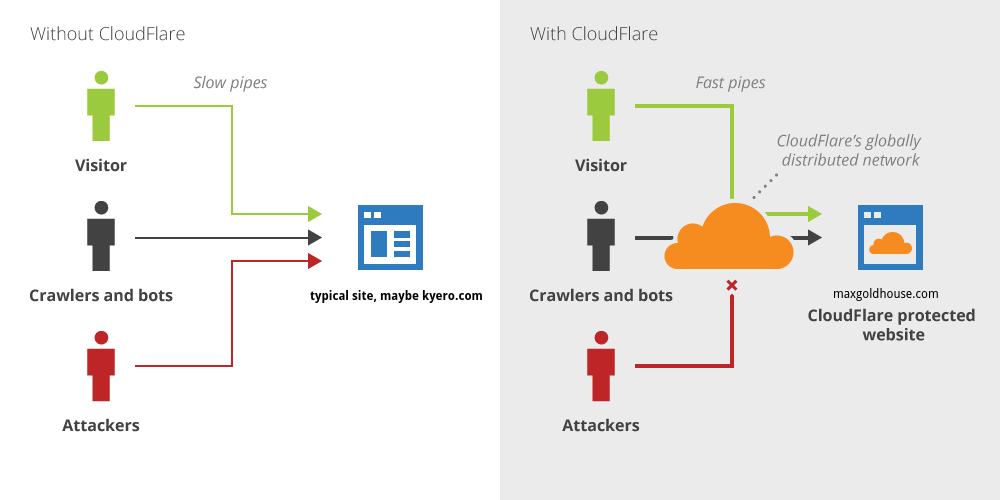 Without CloudFlare
Slow pipes
Visitor
Crawlers and bots
typical site, maybe kyero.com
Attackers
With CloudFlare
Fast pipes
CloudFlare's globally
distributed network
Visitor
Crawlers and bots
maxgoldhouse.com
CloudFlare protected
website
Attackers